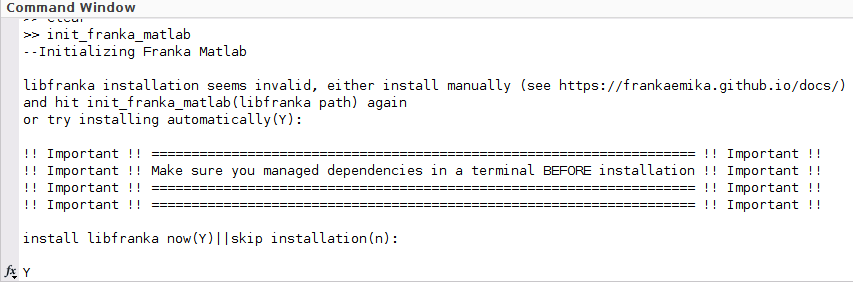 Command Window
>> clear
>> init_franka_matlab
--Initializing Franka Matlab
libfranka installation seems invalid, either install manually (see https://frankaemika.github.io/docs/)
and hit init_franka_matlab(libfranka path) again
or try installing automatically(Y):
!! Important !! ==================================================================== !! Important !!
!! Important !! Make sure you managed dependencies in a terminal BEFORE installation !! Important !!
!! Important !! ==================================================================== !! Important !!
!! Important !! ==================================================================== !! Important !!
install libfranka now(Y)||skip installation(n):
fx Y